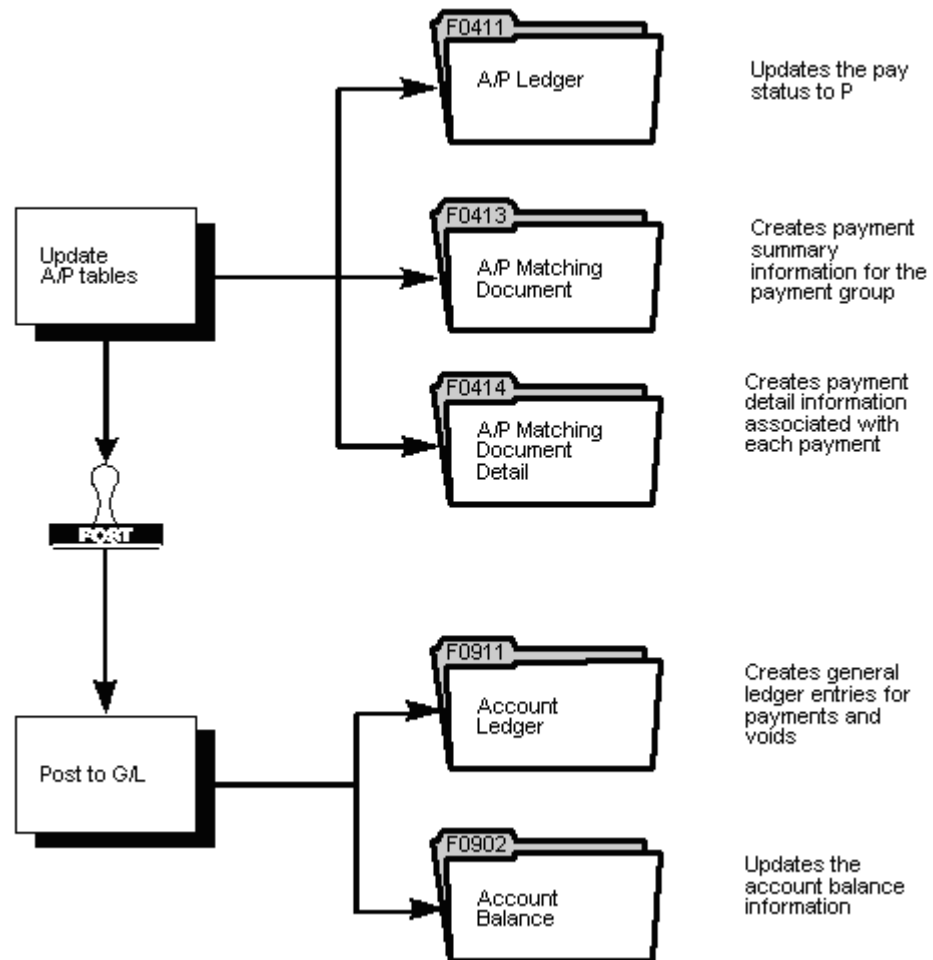 F0411
A/P Ledger
Updates the pay
status to P
Update
A/P tables
F0413
A/P Matching
Document
Creates payment
summary
information for the
payment group
F0414
A/P Matching
Document
Detail
Creates payment
detail information
associated with
each payment
POST
F0911
Account
Ledger
Creates general
ledger entries for
payments and
voids
Post to G/L
F0902
Account
Balance
Updates the
account balance
information